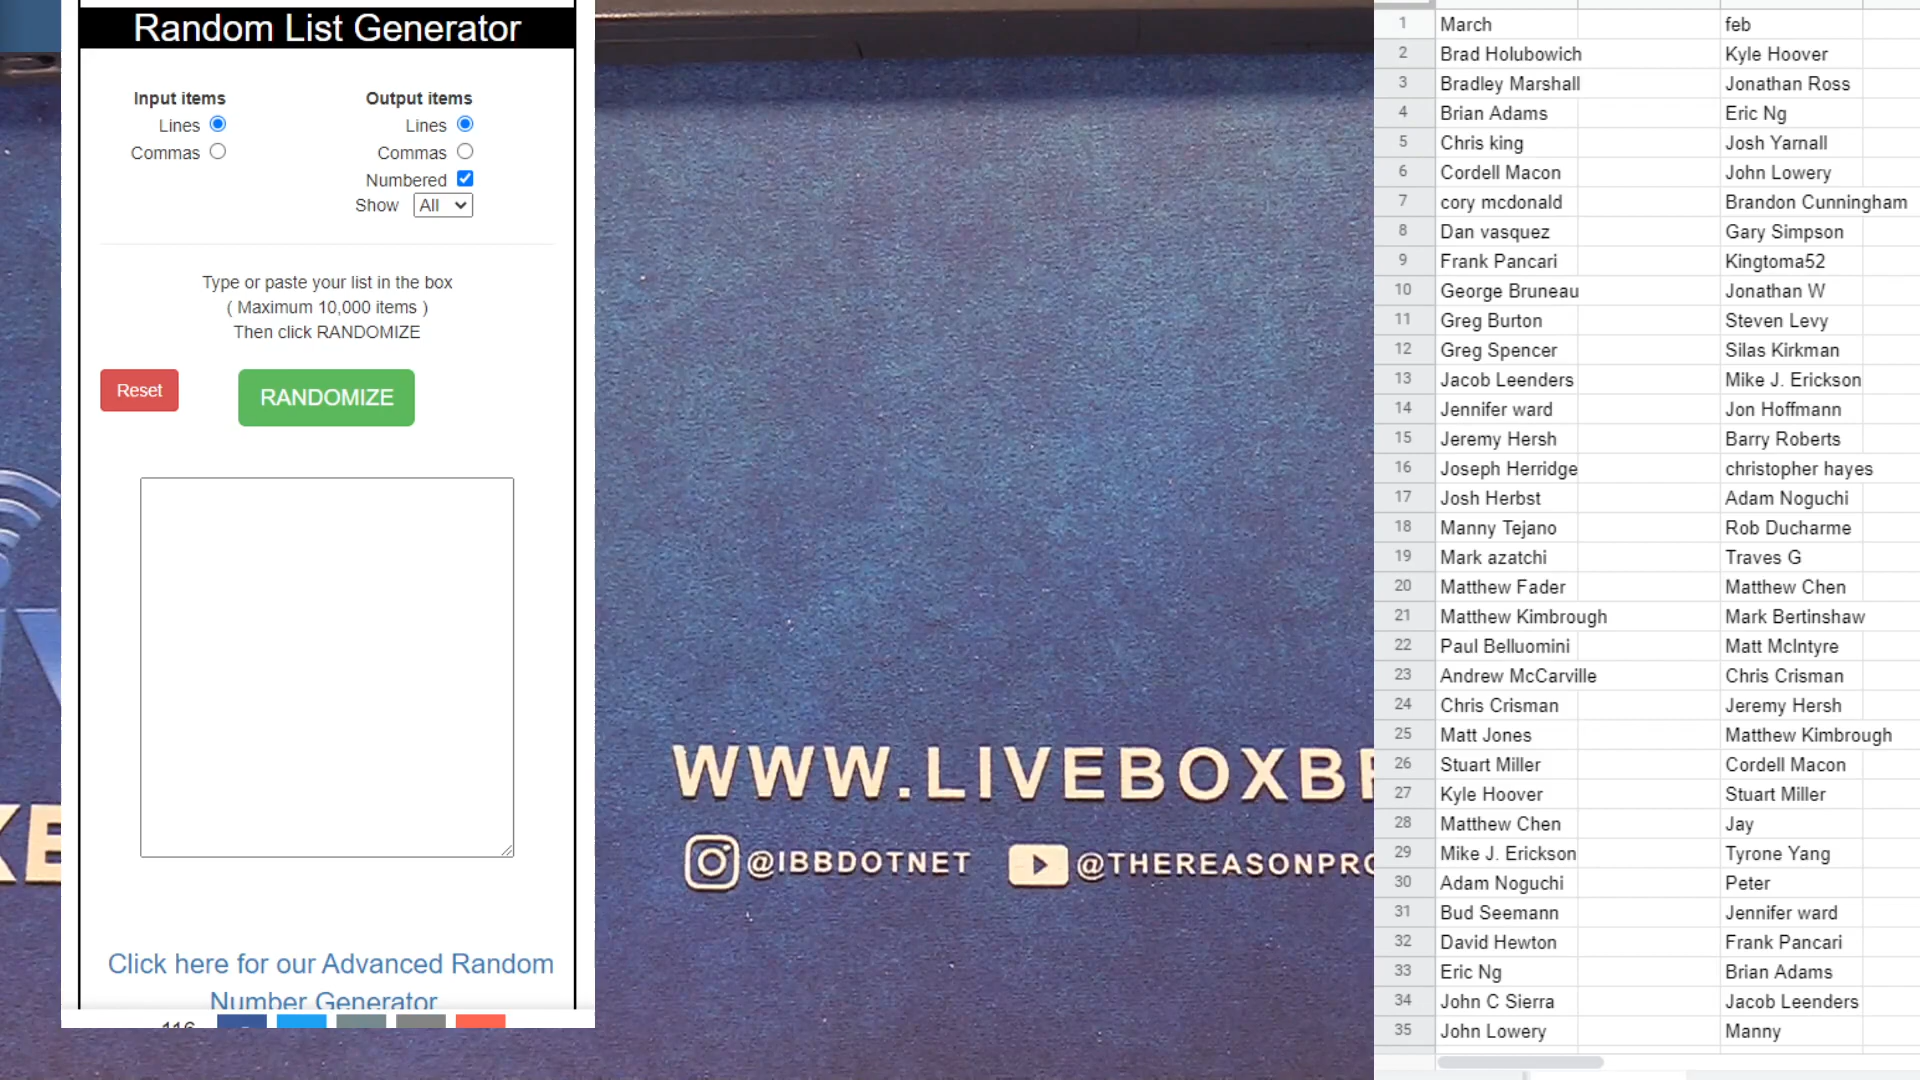 Random List Generator
Input items
Output items
Lines
Lines
Commas
Commas
Numbered
Show All
Type or paste your list in the box
( Maximum 10,000 items )
Then click RANDOMIZE
Reset
RANDOMIZE
Click here for our Advanced Random
Number Generator
116
WWW.LIVEBOXB
@IBBDOTNET
@THEREASONPRO
1 March feb
2 Brad Holubowich Kyle Hoover
3 Bradley Marshall Jonathan Ross
4 Brian Adams Eric Ng
5 Chris king Josh Yarnall
6 Cordell Macon John Lowery
7 cory mcdonald Brandon Cunningham
8 Dan vasquez Gary Simpson
9 Frank Pancari Kingtoma52
10 George Bruneau Jonathan W
11 Greg Burton Steven Levy
12 Greg Spencer Silas Kirkman
13 Jacob Leenders Mike J. Erickson
14 Jennifer ward Jon Hoffmann
15 Jeremy Hersh Barry Roberts
16 Joseph Herridge christopher hayes
17 Josh Herbst Adam Noguchi
18 Manny Tejano Rob Ducharme
19 Mark azatchi Traves G
20 Matthew Fader Matthew Chen
21 Matthew Kimbrough Mark Bertinshaw
22 Paul Belluomini Matt McIntyre
23 Andrew McCarville Chris Crisman
24 Chris Crisman Jeremy Hersh
25 Matt Jones Matthew Kimbrough
26 Stuart Miller Cordell Macon
27 Kyle Hoover Stuart Miller
28 Matthew Chen Jay
29 Mike J. Erickson Tyrone Yang
30 Adam Noguchi Peter
31 Bud Seemann Jennifer ward
32 David Hewton Frank Pancari
33 Eric Ng Brian Adams
34 John C Sierra Jacob Leenders
35 John Lowery Manny